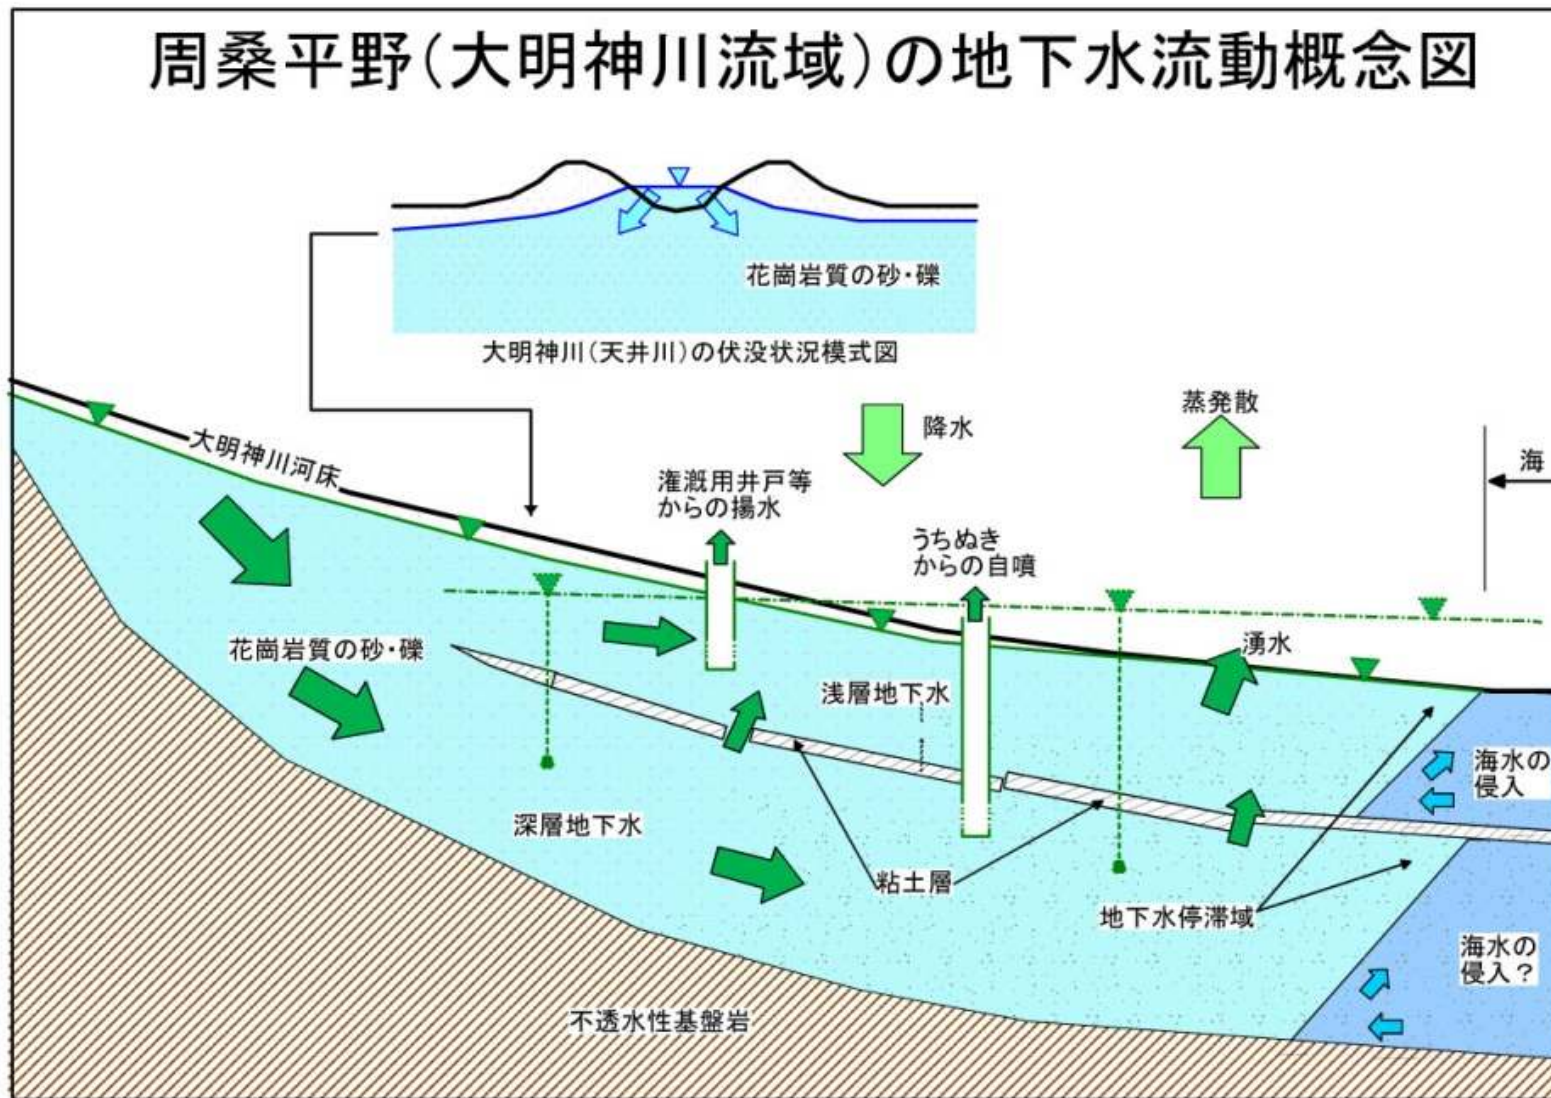 周桑平野(大明神川流域)の地下水流動概念図
花崗岩質の砂・礫
大明神川(天井川)の伏没状況模式図
降水
蒸発散
海
大明神川河床
灌漑用井戸等
からの揚水
うちぬき
からの自噴
湧水
花崗岩質の砂・礫
浅層地下水
海水の
侵入
深層地下水
粘土層
地下水停滞域
海水の
侵入?
不透水性基盤岩